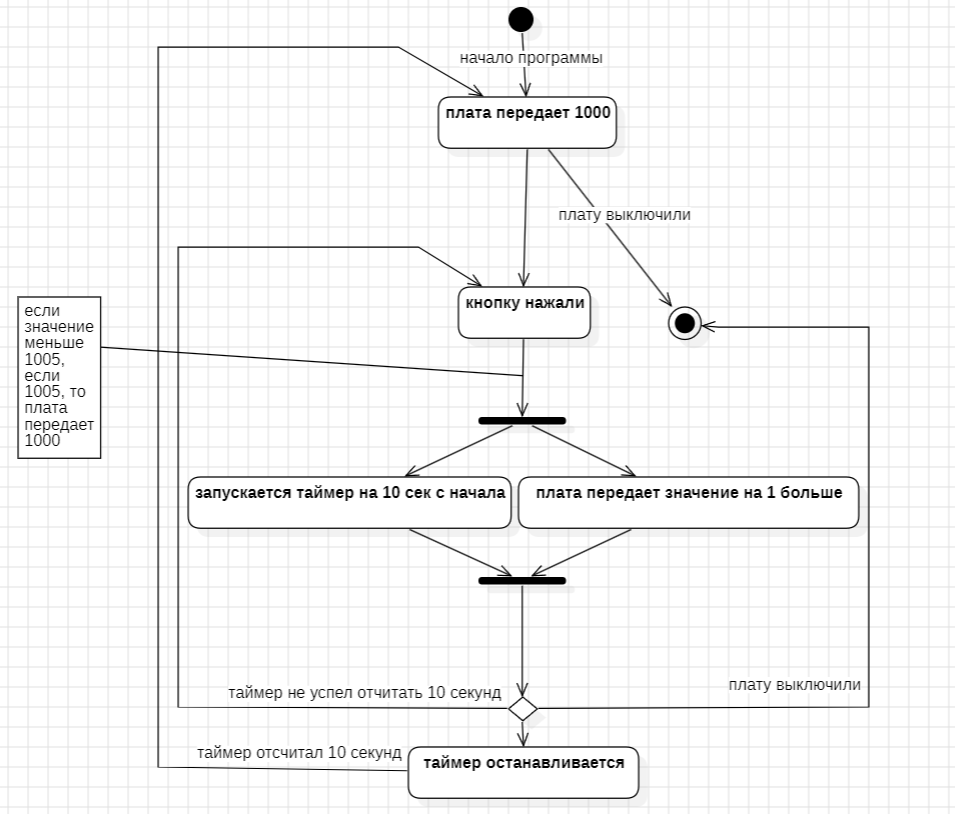 начало программы
плата передает 1000
плату выключили
кнопку нажали
если
значение
меньше
1005,
если
1005, то
плата
передает
1000
запускается таймер на 10 сек с начала
плата передает значение на 1 больше
таймер не успел отчитать 10 секунд
плату выключили
таймер отсчитал 10 секунд
таймер останавливается